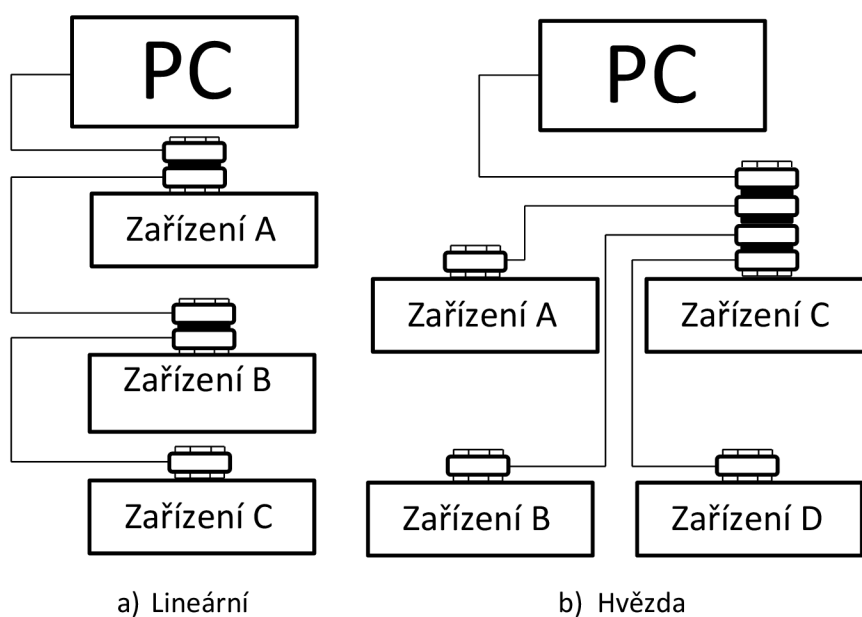 PC
Zařízení A
Zařízení B
Zařízení C
a) Lineární
PC
Zařízení A
Zařízení C
Zařízení B
Zařízení D
b) Hvězda